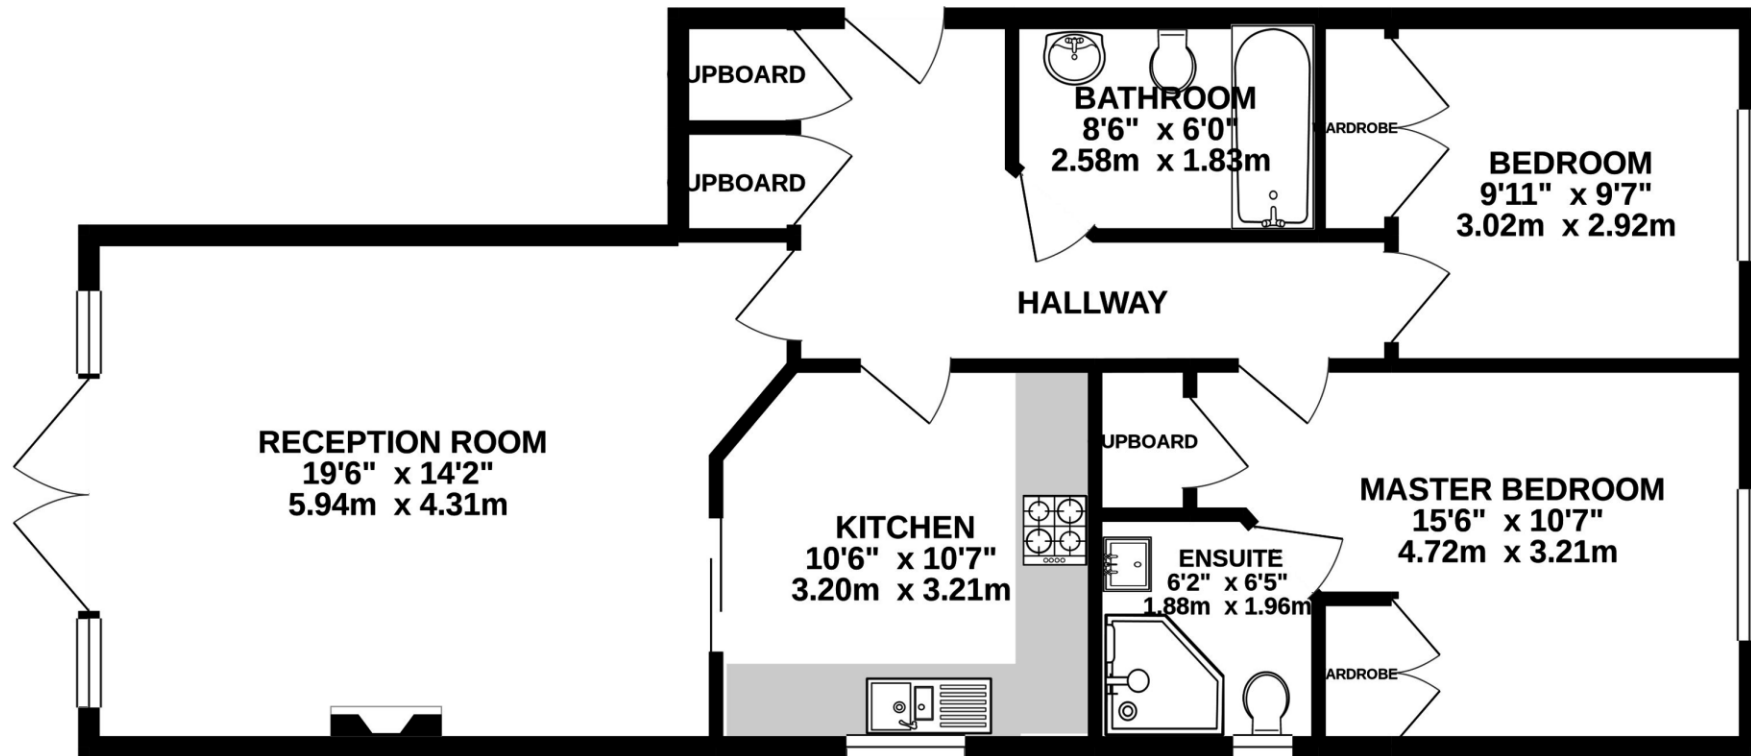 UPBOARD
UPBOARD
BATHROOM
8'6" x 6'0"
2.58m x 1.83m
ARDROBE
BEDROOM
9'11" x 9'7"
3.02m x 2.92m
HALLWAY
RECEPTION ROOM
19'6" x 14'2"
5.94m x 4.31m
KITCHEN
10'6" x 10'7"
3.20m x 3.21m
UPBOARD
MASTER BEDROOM
15'6" x 10'7"
4.72m x 3.21m
ENSUITE
6'2" x 6'5"
1.88m x 1.96m
ARDROBE